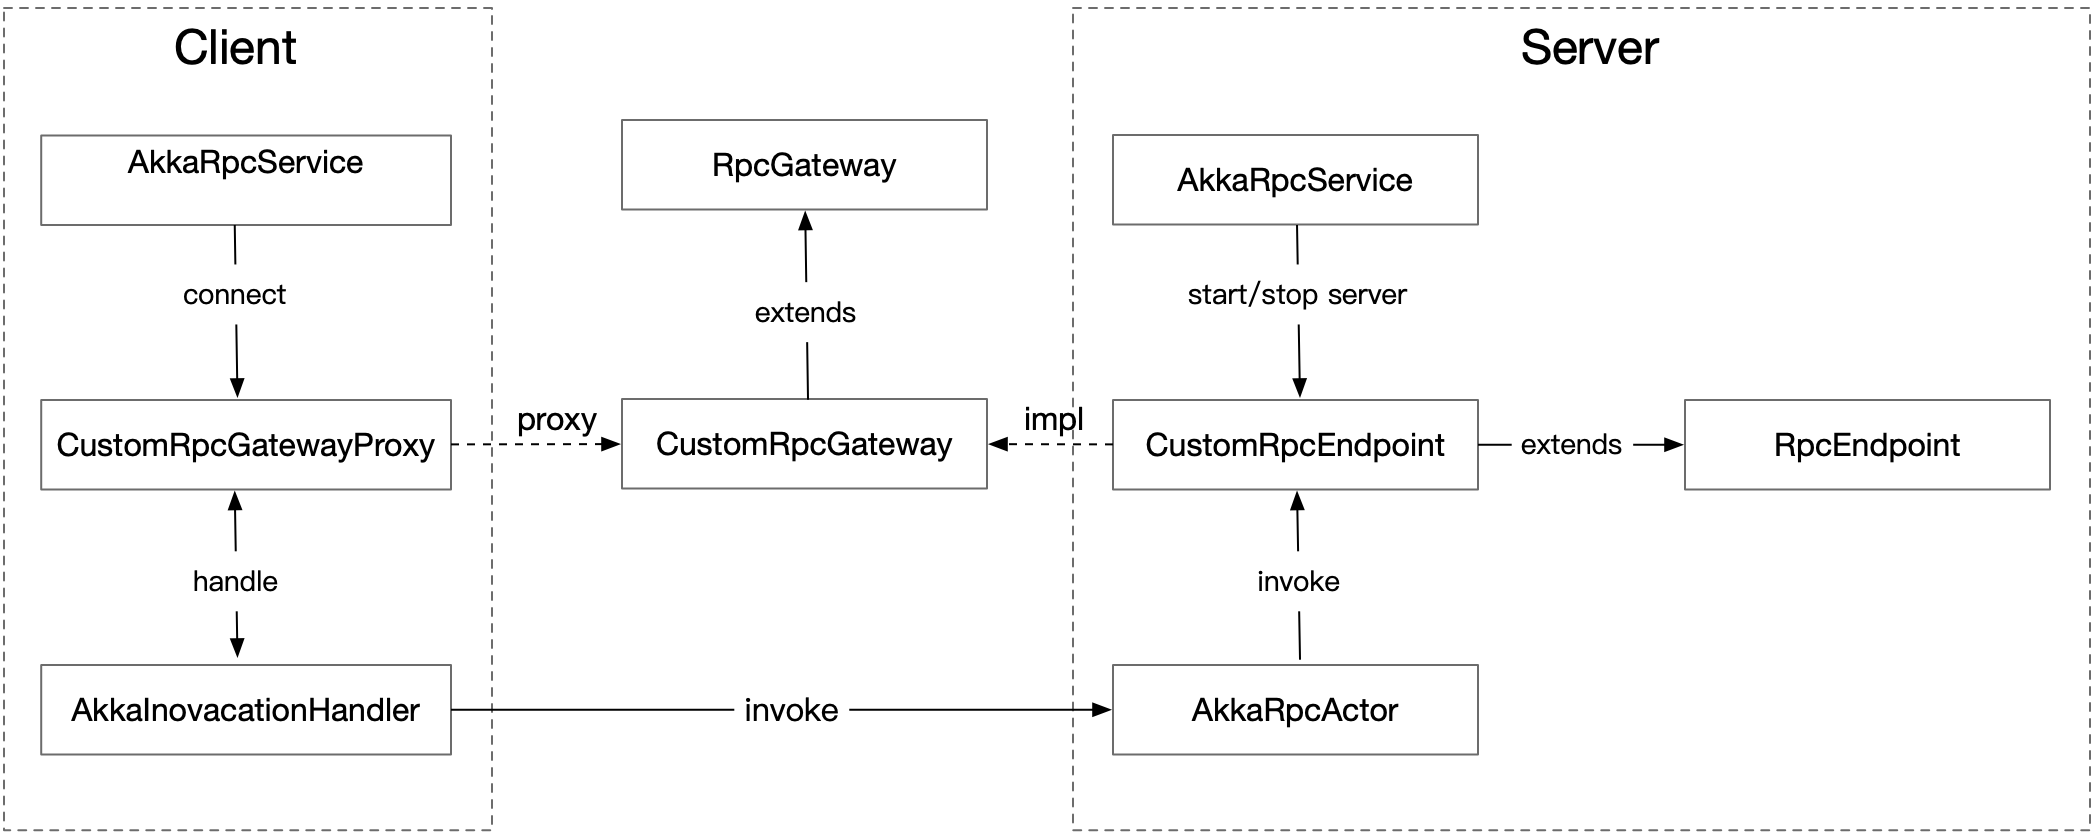 Client
Server
AkkaRpcService
RpcGateway
AkkaRpcService
connect
extends
start/stop server
CustomRpcGatewayProxy
proxy
CustomRpcGateway
impl
CustomRpcEndpoint
extends
RpcEndpoint
handle
invoke
AkkaInovacationHandler
invoke
AkkaRpcActor